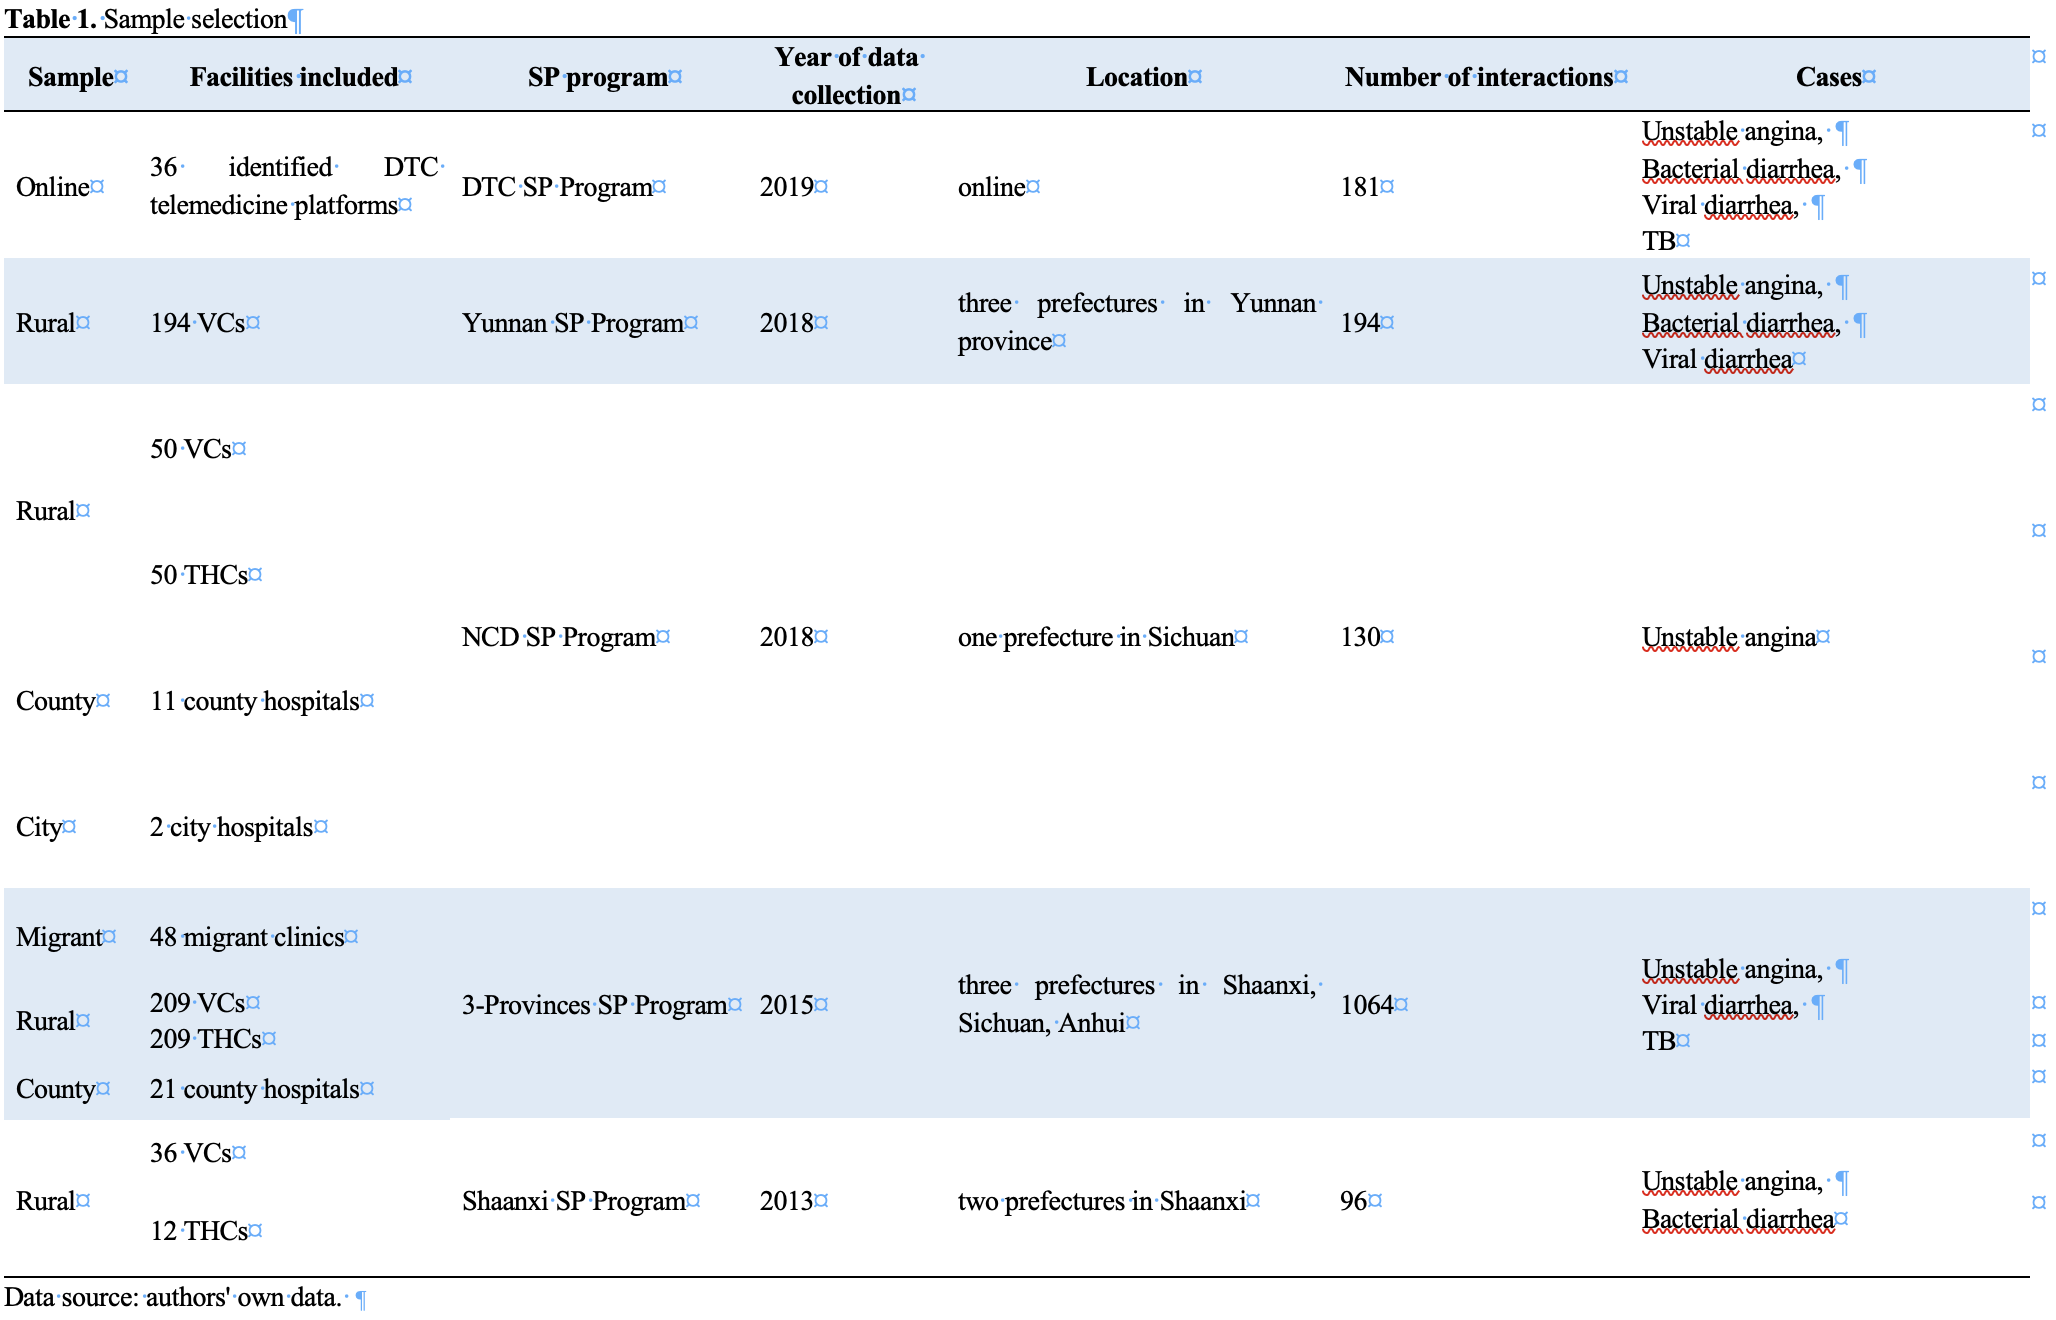 Table 1. Sample selection
Sample Facilities included SP program Year of data collection Location Number of interactions Cases
Online
36 identified DTC
telemedicine platforms
DTC SP Program
2019
online
181
Unstable angina,
Bacterial diarrhea,
Viral diarrhea,
TB
Rural
194 VCs
Yunnan SP Program
2018
three prefectures in Yunnan
province
194
Unstable angina,
Bacterial diarrhea,
Viral diarrhea
Rural
50 VCs
50 THCs
County
11 county hospitals
City
2 city hospitals
NCD SP Program
2018
one prefecture in Sichuan
130
Unstable angina
Migrant
48 migrant clinics
Rural
209 VCs
209 THCs
County
21 county hospitals
3-Provinces SP Program
2015
three prefectures in Shaanxi,
Sichuan, Anhui
1064
Unstable angina,
Viral diarrhea,
TB
Rural
36 VCs
12 THCs
Shaanxi SP Program
2013
two prefectures in Shaanxi
96
Unstable angina,
Bacterial diarrhea
Data source: authors' own data.